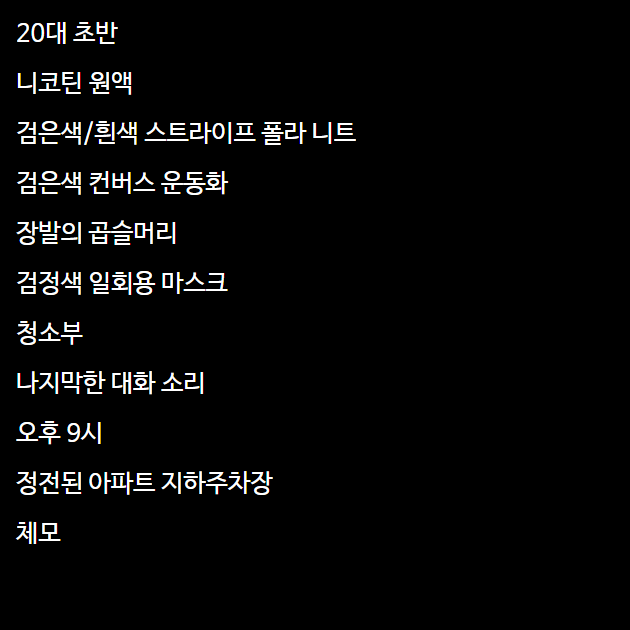 20대 초반
니코틴 원액
검은색/흰색 스트라이프 폴라 니트
검은색 컨버스 운동화
장발의 곱슬머리
검정색 일회용 마스크
청소부
나지막한 대화 소리
오후 9시
정전된 아파트 지하주차장
체모